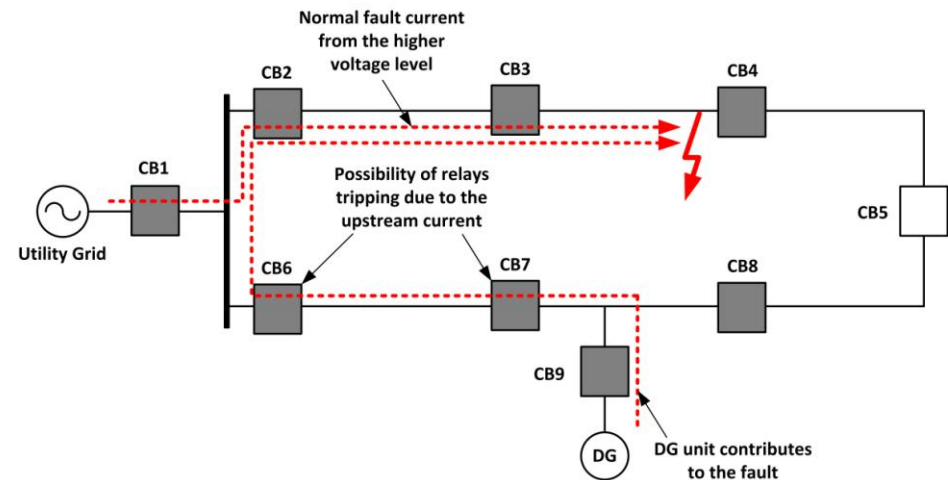 Normal fault current
from the higher
voltage level
CB2
CB3
CB4
CB1
Possibility of relays
tripping due to the
upstream current
CB5
Utility Grid
CB6
CB7
CB8
CB9
DG
DG unit contributes
to the fault